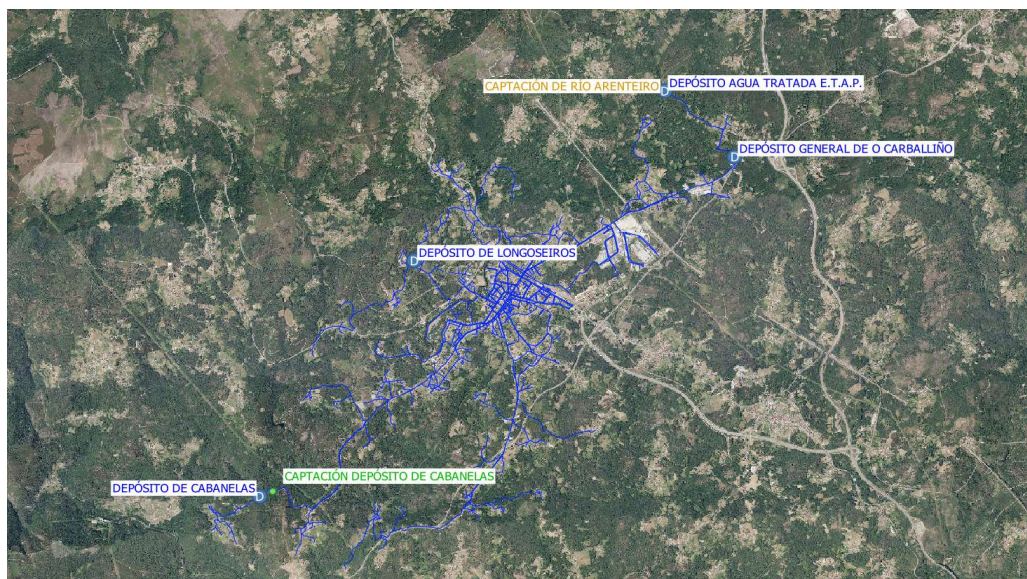 CAPTACIÓN DE RÍO ARENTEIRO
D
DEPÓSITO AGUA TRATADA E.T.A.P.
D
DEPÓSITO GENERAL DE O CARBALLIÑO
D
DEPÓSITO DE LONGOSEIROS
CAPTACIÓN DEPÓSITO DE CABANELAS
DEPÓSITO DE CABANELAS
D